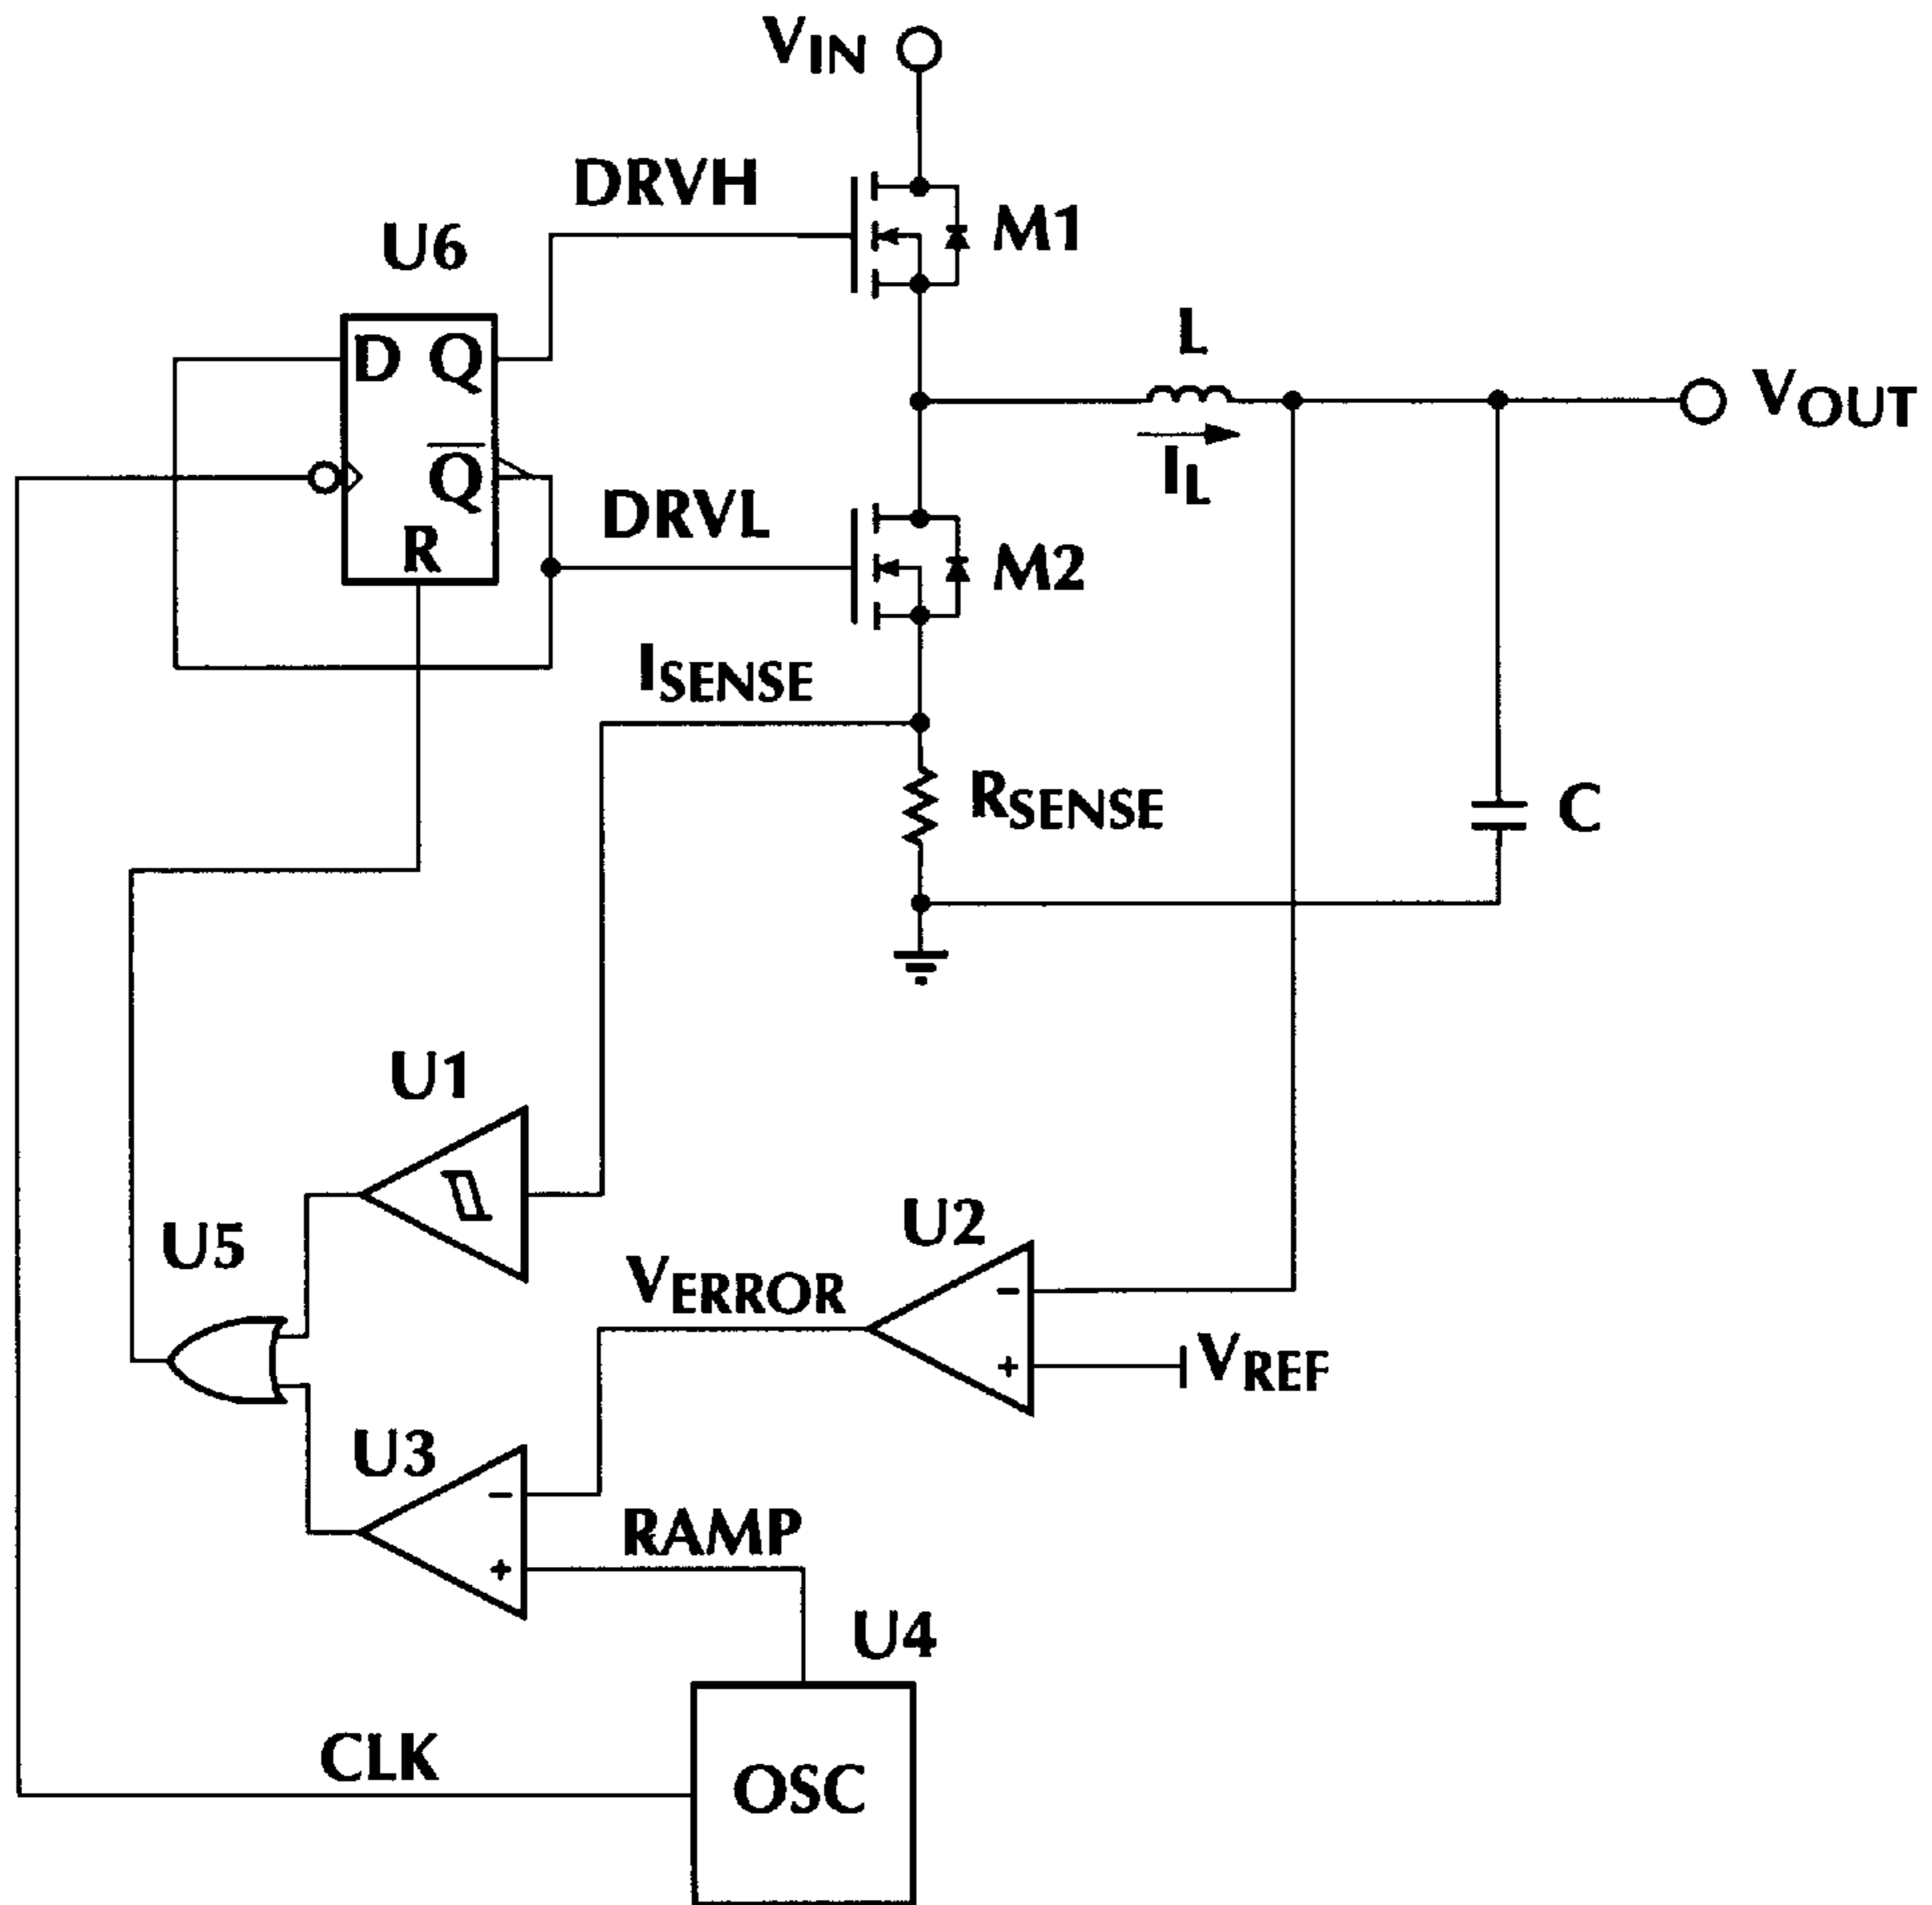 VIN
DRVH
M1
U6
D Q
Q
R
L
VOUT
IL
DRVL
M2
ISENSE
RSENSE
C
U1
U2
U5
VERROR
−
+
VREF
U3
−
+
RAMP
U4
CLK
OSC